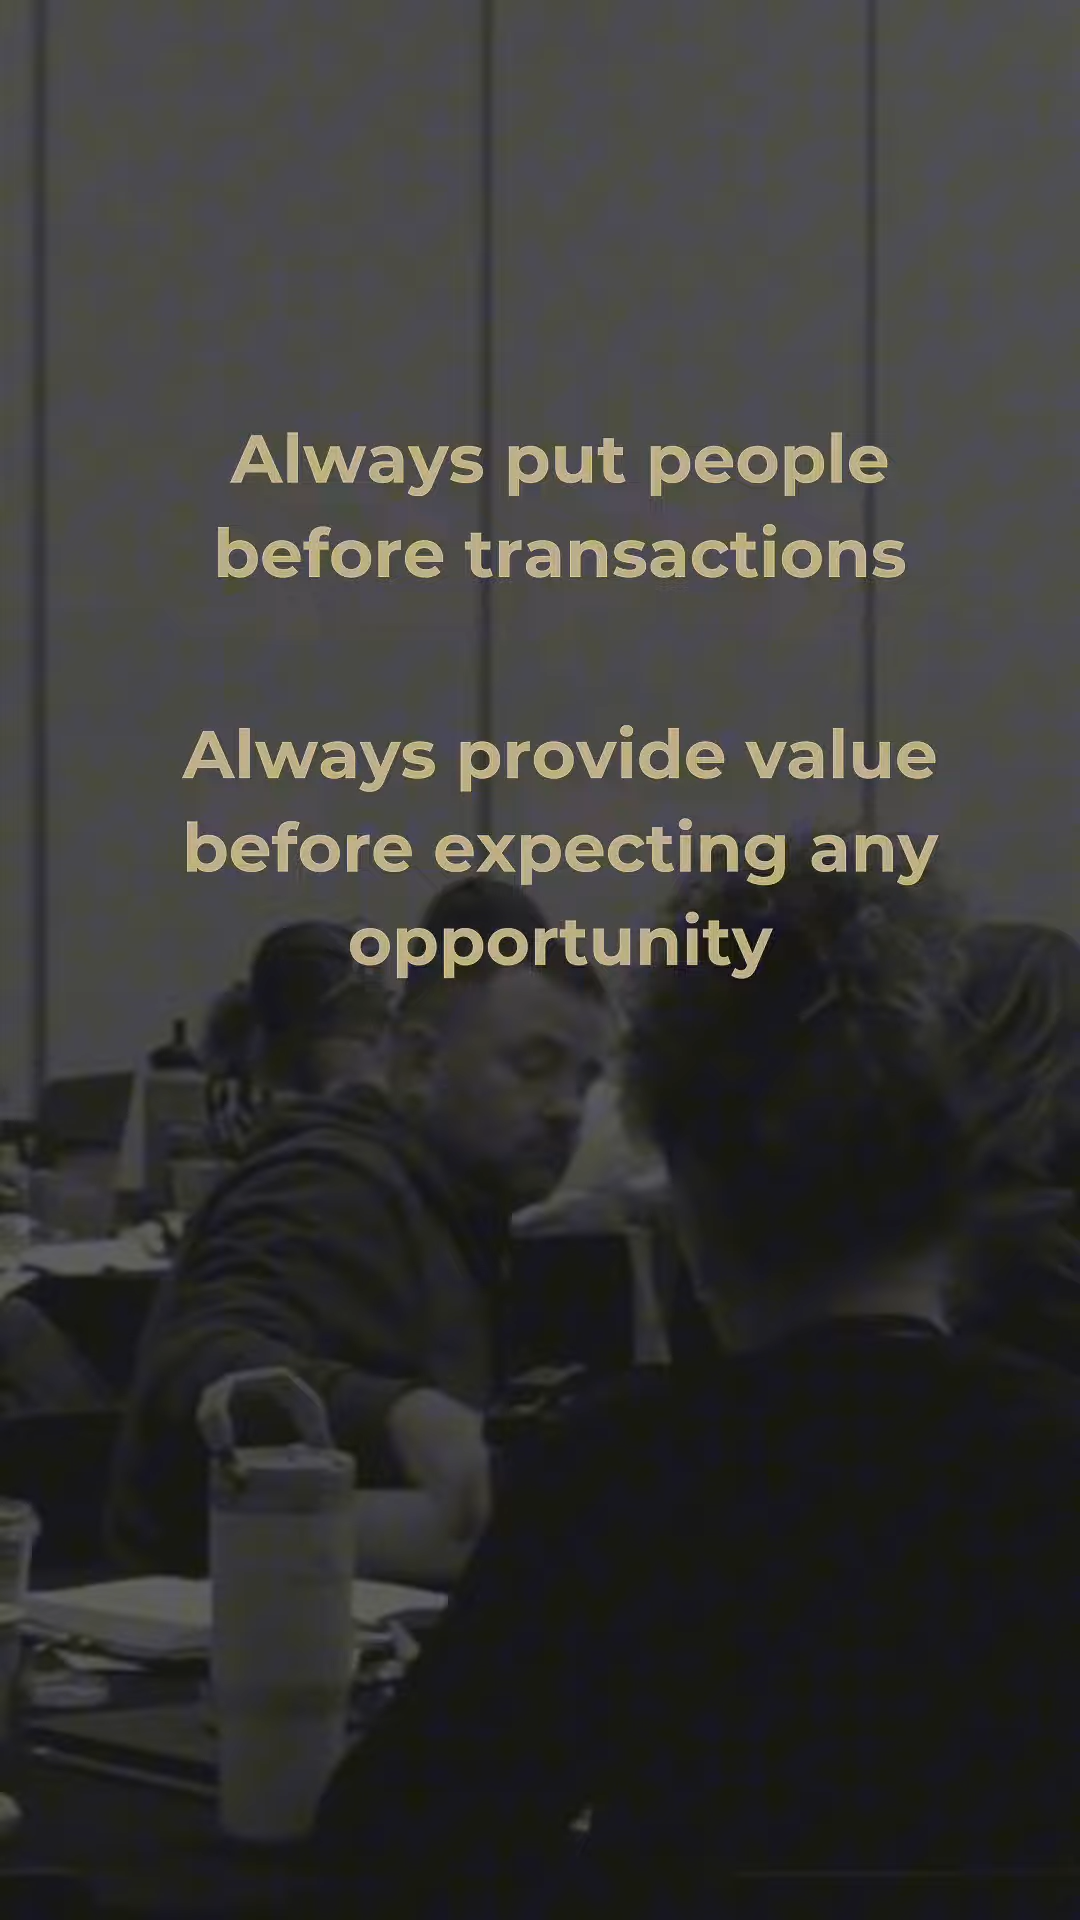 Always put people
before transactions
Always provide value
before expecting any
opportunity